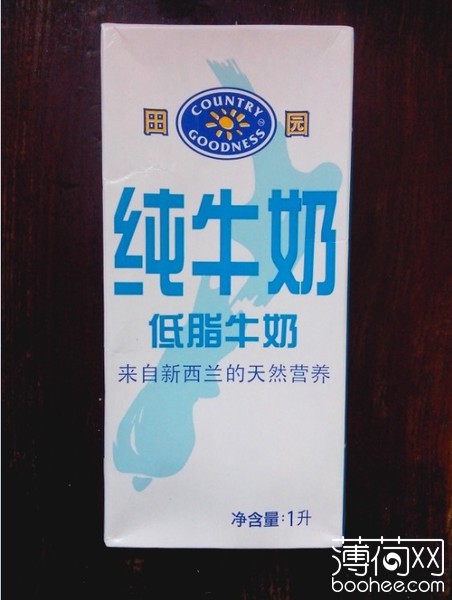 田 COUNTRY GOODNESS 园
纯牛奶
低脂牛奶
来自新西兰的天然营养
净含量:1升
薄荷网
boohee.com